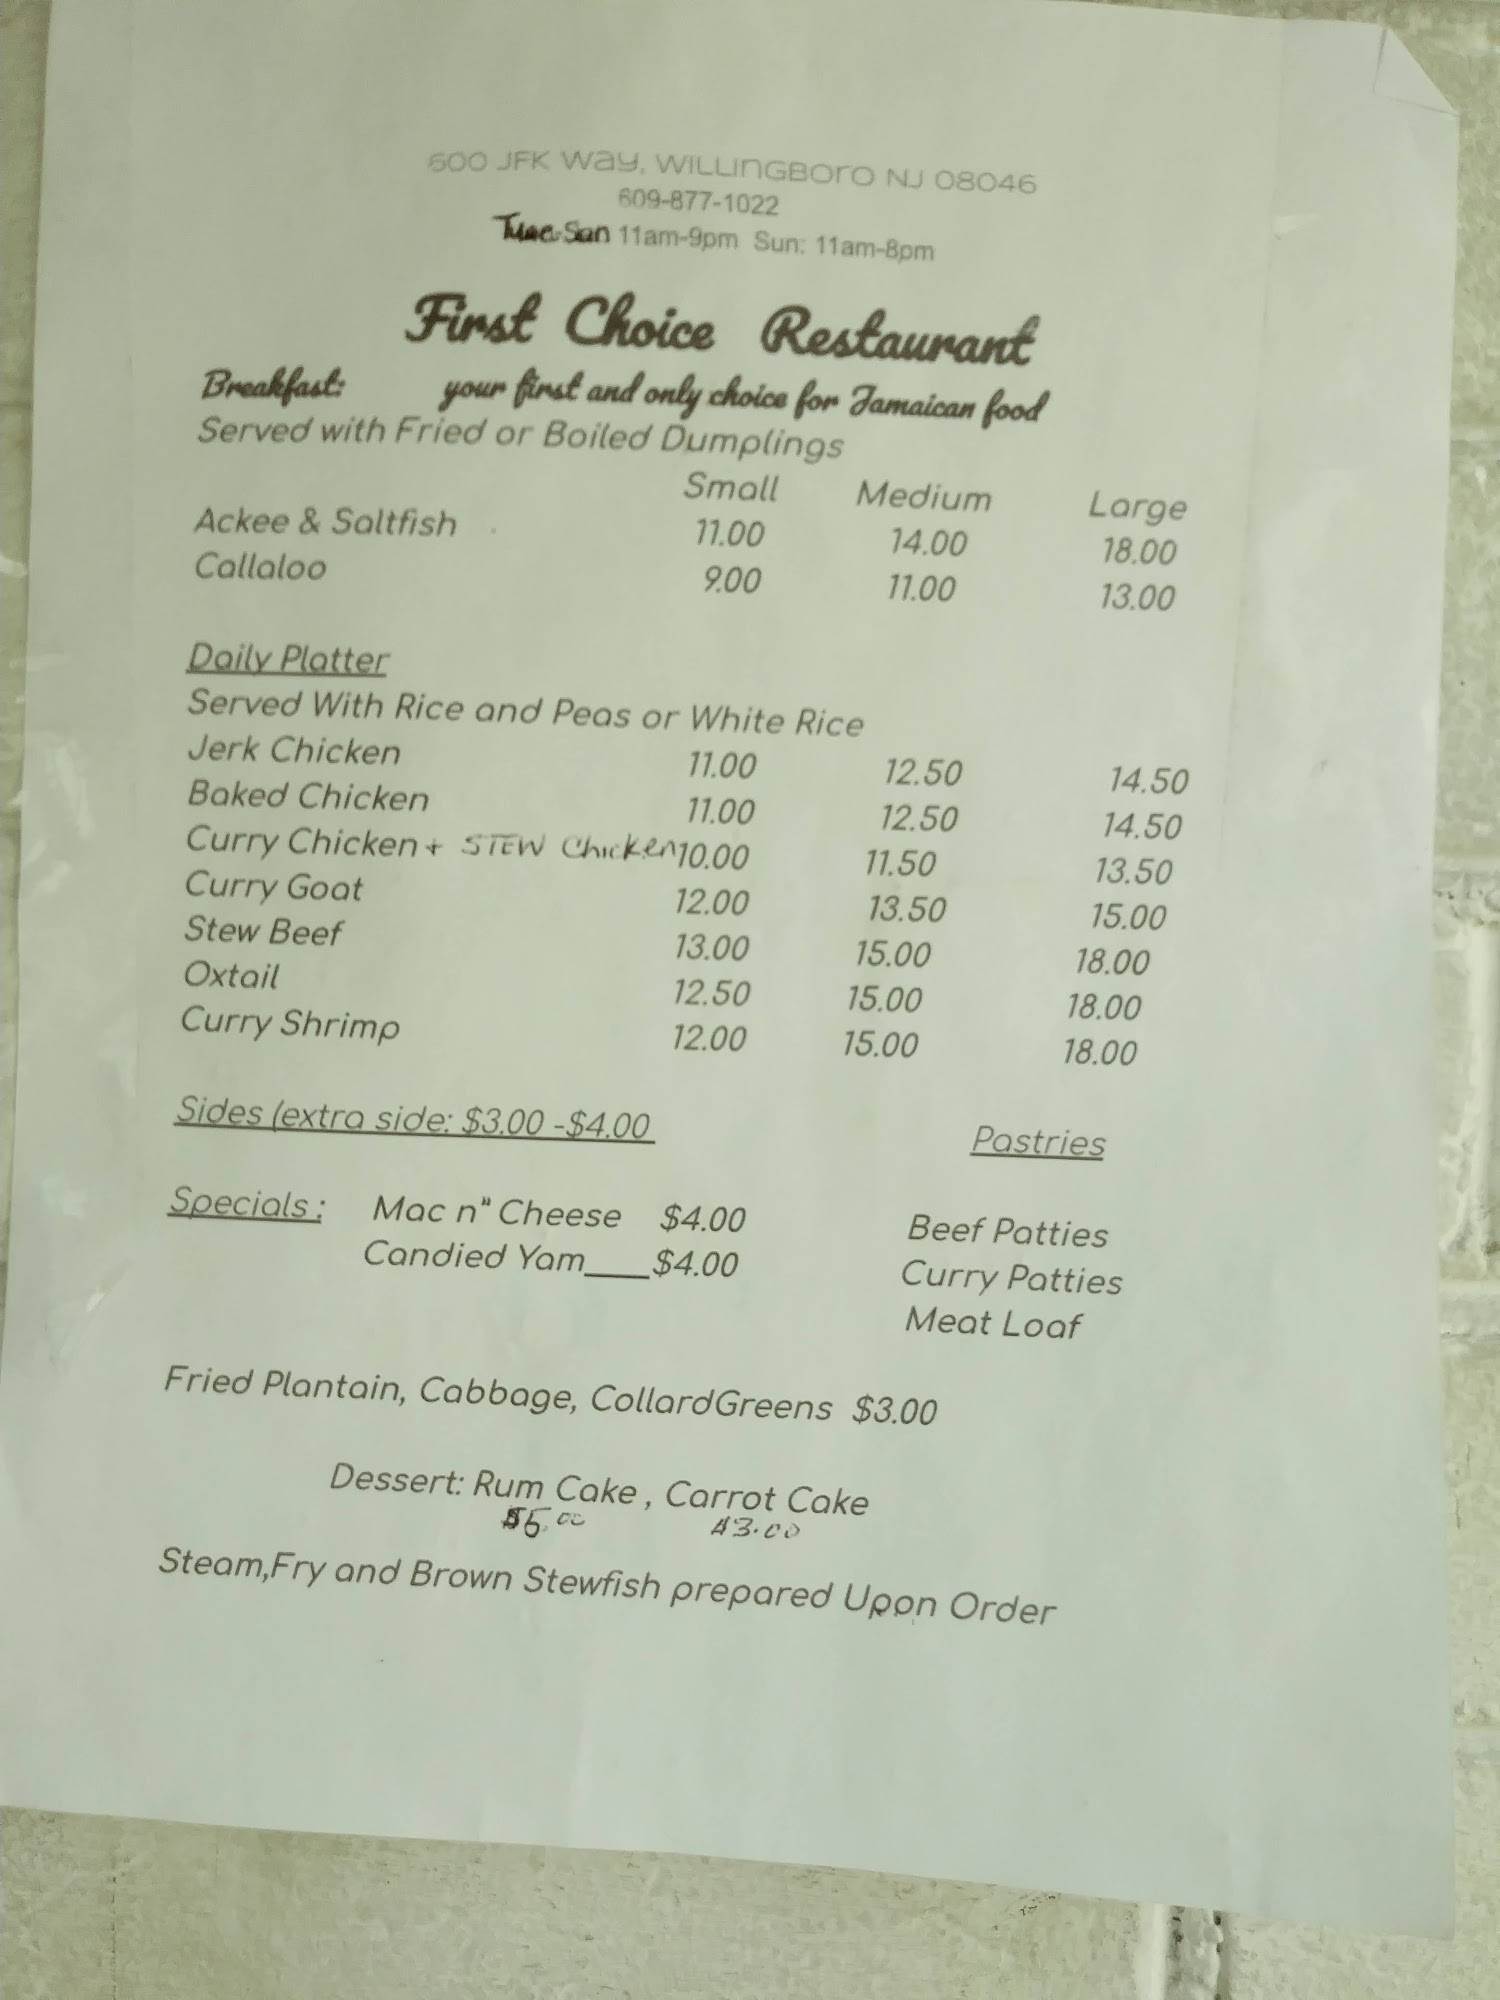 600 JFK Way, Willingboro NJ 08046
609-877-1022
11am-9pm Sun: 11am-8pm
First Choice Restaurant
Breakfast: your first and only choice for Jamaican food
Served with Fried or Boiled Dumplings
Small Medium Large
Ackee & Saltfish 11.00 14.00 18.00
Callaloo 9.00 11.00 13.00
Daily Platter
Served With Rice and Peas or White Rice
Jerk Chicken 11.00 12.50 14.50
Baked Chicken 11.00 12.50 14.50
Curry Chicken + STEW Chicken 10.00 11.50 13.50
Curry Goat 12.00 13.50 15.00
Stew Beef 13.00 15.00 18.00
Oxtail 12.50 15.00 18.00
Curry Shrimp 12.00 15.00 18.00
Sides (extra side: $3.00 -$4.00
Pastries
Specials: Mac n" Cheese $4.00
Candied Yam___$4.00
Beef Patties
Curry Patties
Meat Loaf
Fried Plantain, Cabbage, CollardGreens $3.00
Dessert: Rum Cake, Carrot Cake
$5.00 $3.00
Steam,Fry and Brown Stewfish prepared Upon Order